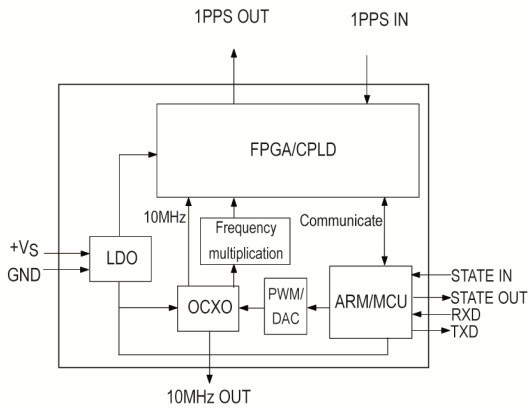 1PPS OUT
1PPS IN
FPGA/CPLD
10MHz
Frequency
multiplication
Communicate
+VS
GND
LDO
OCXO
PWM/
DAC
ARM/MCU
STATE IN
STATE OUT
RXD
TXD
10MHz OUT